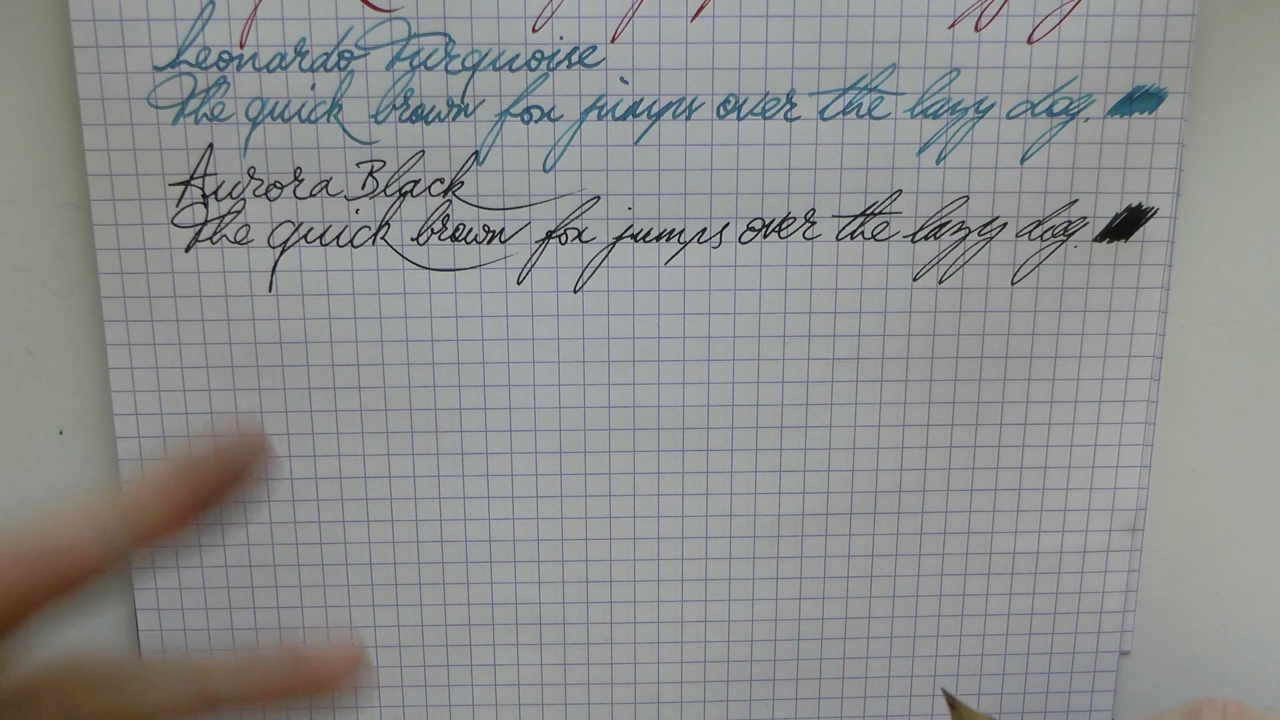 Leonardo Turquoise
The quick brown fox jumps over the lazy dog.
Aurora Black
The quick brown fox jumps over the lazy dog.